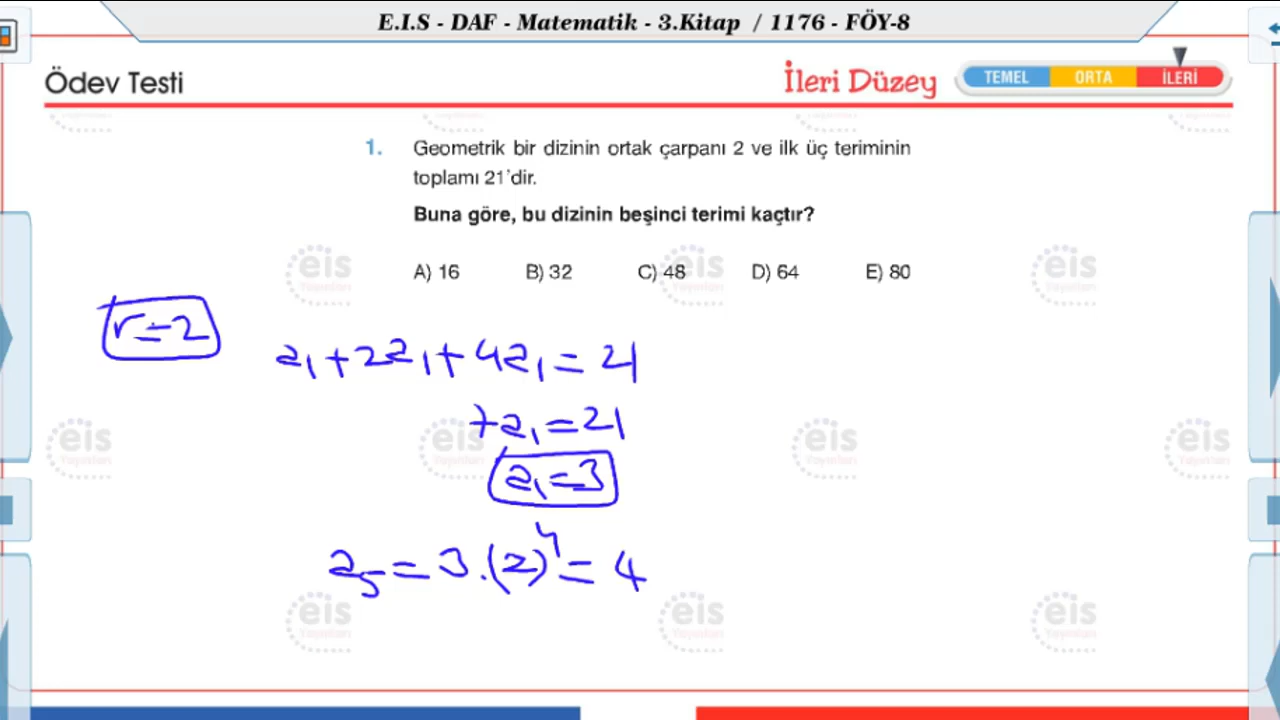 E.I.S - DAF - Matematik - 3.Kitap / 1176 - FÖY-8
Ödev Testi
İleri Düzey
TEMEL ORTA İLERİ
1. Geometrik bir dizinin ortak çarpanı 2 ve ilk üç teriminin
toplamı 21'dir.
Buna göre, bu dizinin beşinci terimi kaçtır?
A) 16 B) 32 C) 48 D) 64 E) 80
r=2
a₁+2a₁+4a₁=21
7a₁=21
a₁=3
a₅=3.(2)⁴=4
eis Yayınları